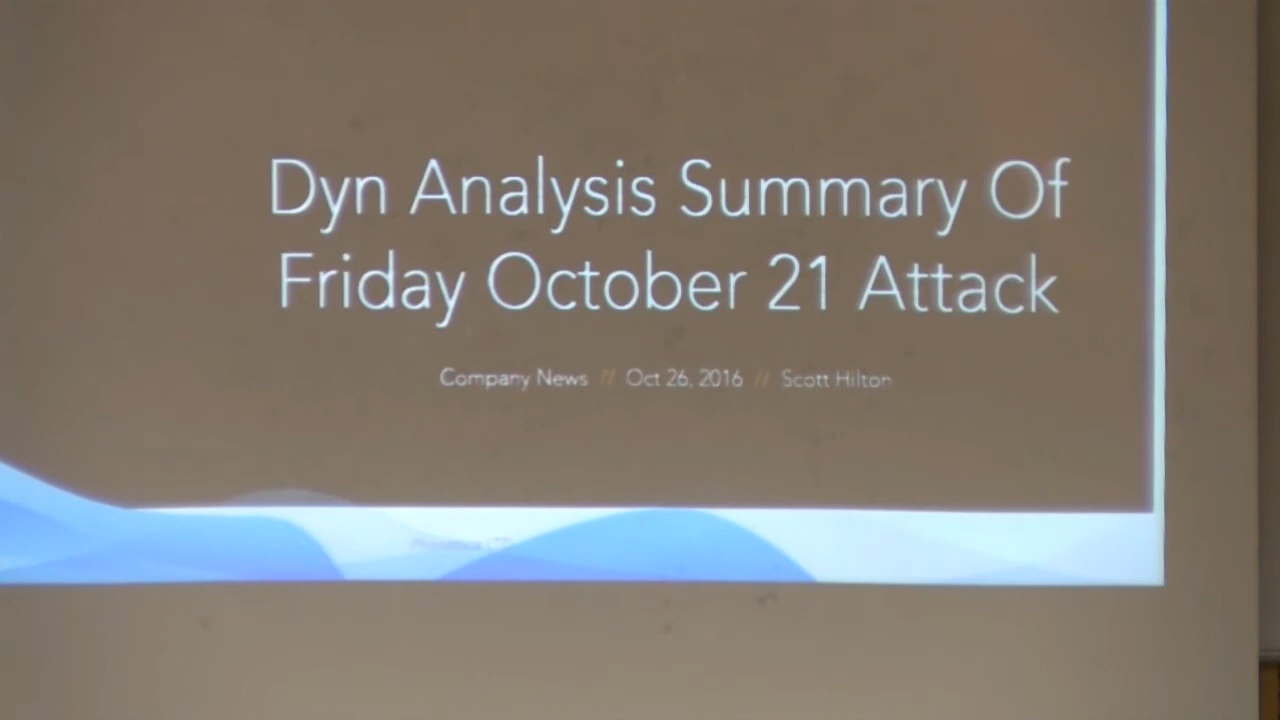 Dyn Analysis Summary Of
Friday October 21 Attack
Company News // Oct 26, 2016 // Scott Hilton